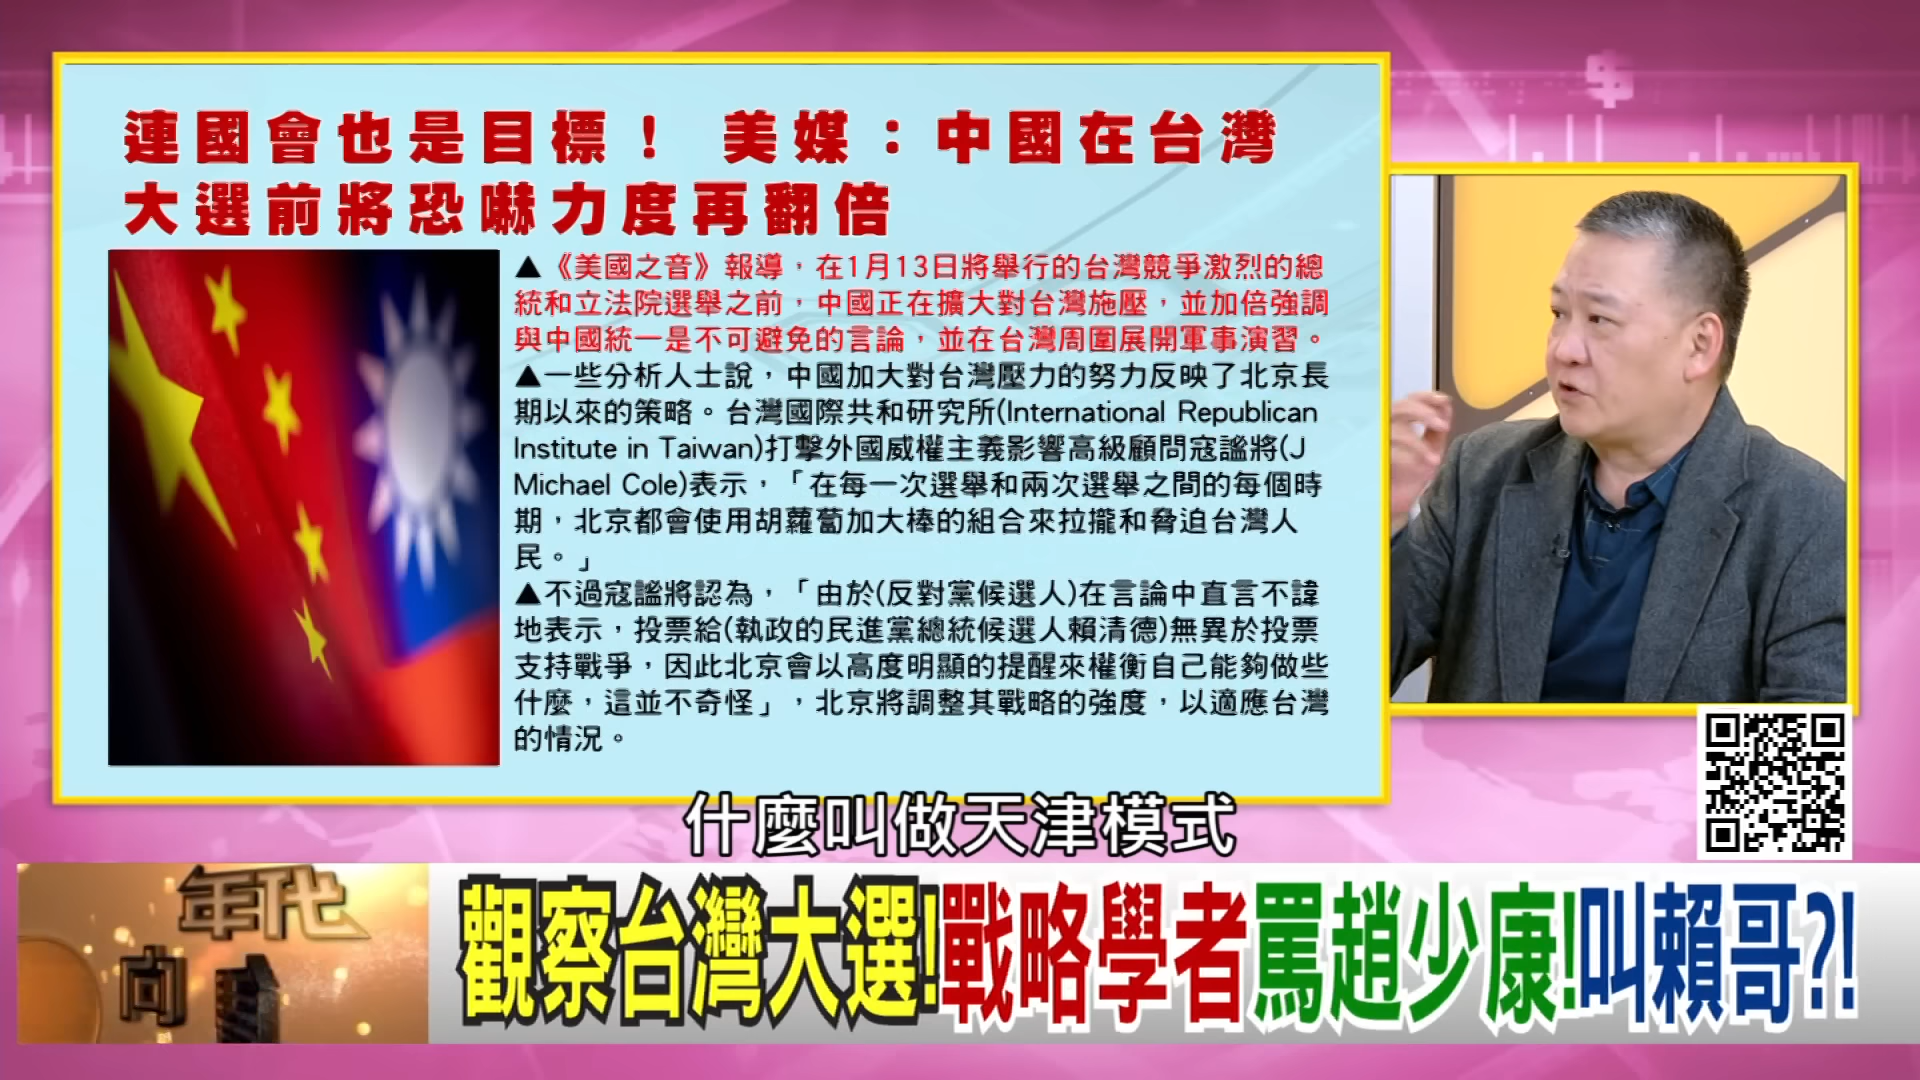 連國會也是目標！ 美媒：中國在台灣
大選前將恐嚇力度再翻倍
▲《美國之音》報導，在1月13日將舉行的台灣競爭激烈的總
統和立法院選舉之前，中國正在擴大對台灣施壓，並加倍強調
與中國統一是不可避免的言論，並在台灣周圍展開軍事演習。
▲一些分析人士說，中國加大對台灣壓力的努力反映了北京長
期以來的策略。台灣國際共和研究所(International Republican
Institute in Taiwan)打擊外國威權主義影響高級顧問寇謐將(J
Michael Cole)表示，「在每一次選舉和兩次選舉之間的每個時
期，北京都會使用胡蘿蔔加大棒的組合來拉攏和脅迫台灣人
民。」
▲不過寇謐將認為，「由於(反對黨候選人)在言論中直言不諱
地表示，投票給(執政的民進黨總統候選人賴清德)無異於投票
支持戰爭，因此北京會以高度明顯的提醒來權衡自己能夠做些
什麼，這並不奇怪」，北京將調整其戰略的強度，以適應台灣
的情況。
什麼叫做天津模式
年代
向
觀察台灣大選!戰略學者罵趙少康!叫賴哥?!